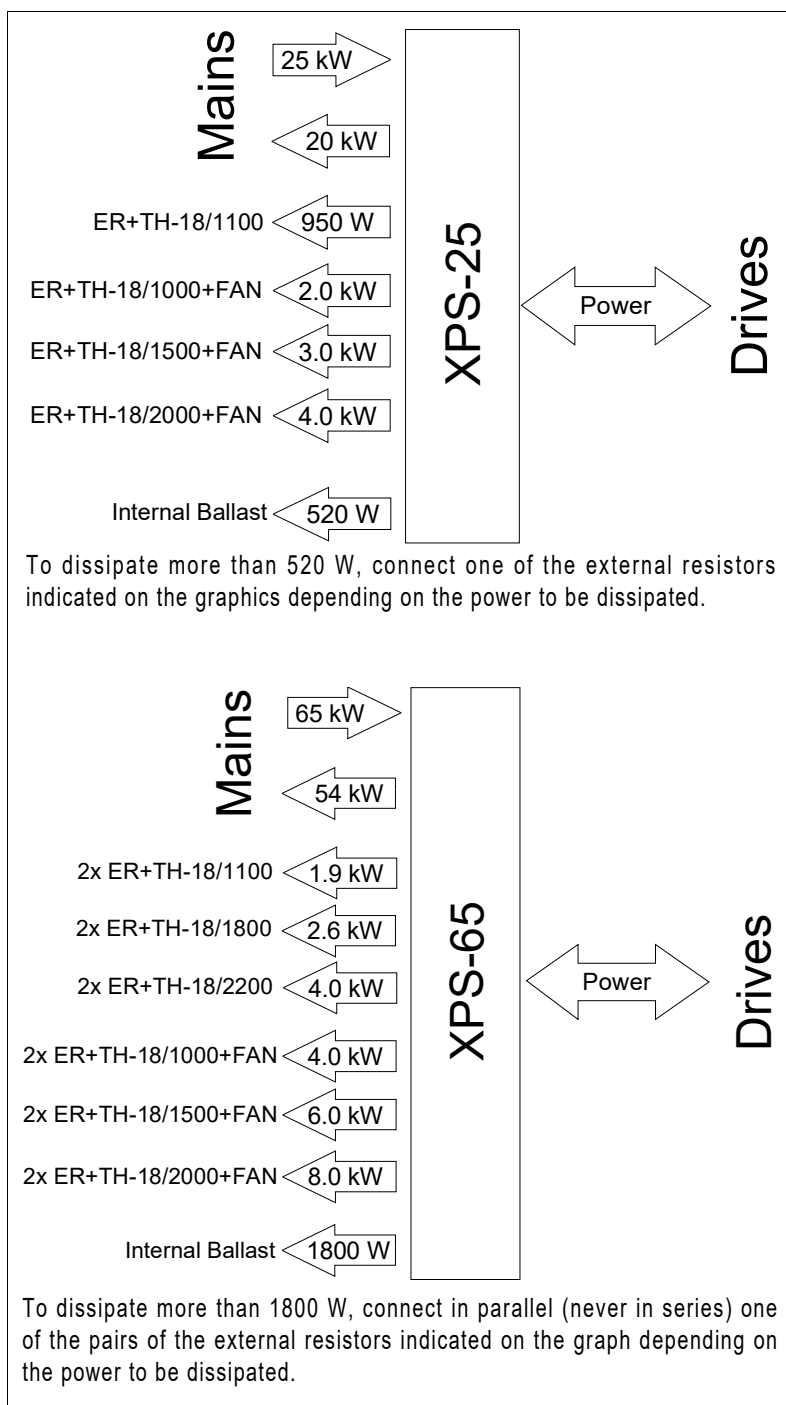 Mains
25 kW
20 kW
ER+TH-18/1100
950 W
ER+TH-18/1000+FAN
2.0 kW
ER+TH-18/1500+FAN
3.0 kW
ER+TH-18/2000+FAN
4.0 kW
Internal Ballast
520 W
XPS-25
Power
Drives
To dissipate more than 520 W, connect one of the external resistors
indicated on the graphics depending on the power to be dissipated.
Mains
65 kW
54 kW
2x ER+TH-18/1100
1.9 kW
2x ER+TH-18/1800
2.6 kW
2x ER+TH-18/2200
4.0 kW
2x ER+TH-18/1000+FAN
4.0 kW
2x ER+TH-18/1500+FAN
6.0 kW
2x ER+TH-18/2000+FAN
8.0 kW
Internal Ballast
1800 W
XPS-65
Power
Drives
To dissipate more than 1800 W, connect in parallel (never in series) one
of the pairs of the external resistors indicated on the graph depending on
the power to be dissipated.